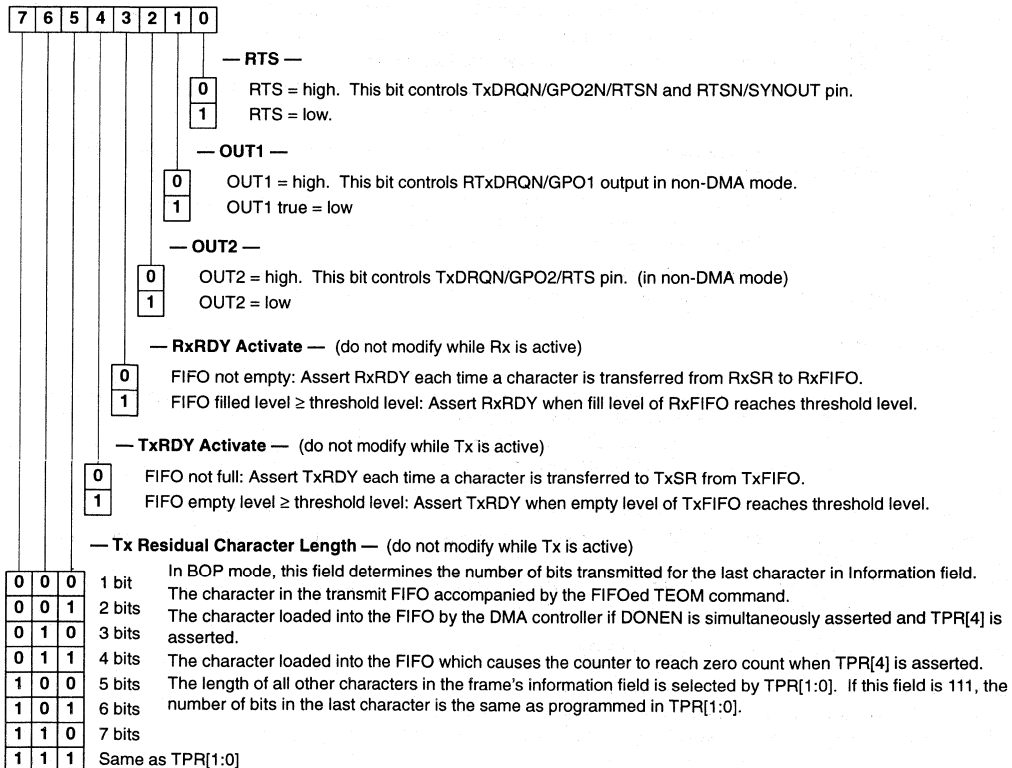 7 6 5 4 3 2 1 0
— RTS —
0 RTS = high. This bit controls TxDRQN/GPO2N/RTSN and RTSN/SYNOUT pin.
1 RTS = low.
— OUT1 —
0 OUT1 = high. This bit controls RTxDRQN/GPO1 output in non-DMA mode.
1 OUT1 true = low
— OUT2 —
0 OUT2 = high. This bit controls TxDRQN/GPO2/RTS pin. (in non-DMA mode)
1 OUT2 = low
— RxRDY Activate — (do not modify while Rx is active)
0 FIFO not empty: Assert RxRDY each time a character is transferred from RxSR to RxFIFO.
1 FIFO filled level ≥ threshold level: Assert RxRDY when fill level of RxFIFO reaches threshold level.
— TxRDY Activate — (do not modify while Tx is active)
0 FIFO not full: Assert TxRDY each time a character is transferred to TxSR from TxFIFO.
1 FIFO empty level ≥ threshold level: Assert TxRDY when empty level of TxFIFO reaches threshold level.
— Tx Residual Character Length — (do not modify while Tx is active)
0 0 0 1 bit
0 0 1 2 bits
0 1 0 3 bits
0 1 1 4 bits
1 0 0 5 bits
1 0 1 6 bits
1 1 0 7 bits
1 1 1 Same as TPR[1:0]
In BOP mode, this field determines the number of bits transmitted for the last character in Information field.
The character in the transmit FIFO accompanied by the FIFOed TEOM command.
The character loaded into the FIFO by the DMA controller if DONEN is simultaneously asserted and TPR[4] is
asserted.
The character loaded into the FIFO which causes the counter to reach zero count when TPR[4] is asserted.
The length of all other characters in the frame's information field is selected by TPR[1:0]. If this field is 111, the
number of bits in the last character is the same as programmed in TPR[1:0].